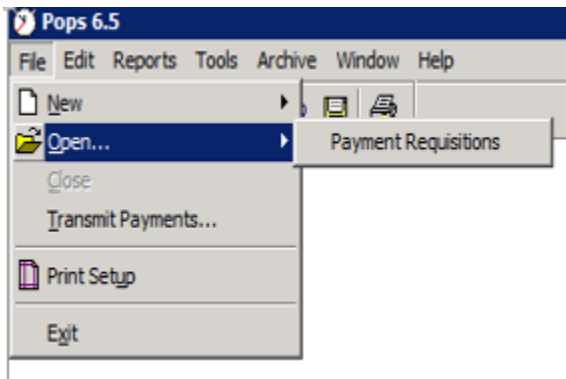 Pops 6.5
File Edit Reports Tools Archive Window Help
New
Open...
Payment Requisitions
Close
Transmit Payments...
Print Setup
Exit